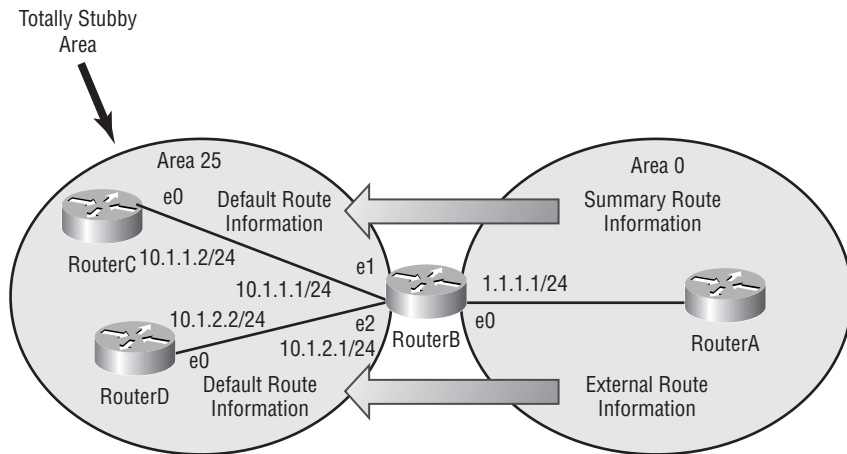 Totally Stubby
Area
Area 25
Area 0
e0
Default Route
Information
Summary Route
Information
RouterC
10.1.1.2/24
e1
10.1.1.1/24
1.1.1.1/24
10.1.2.2/24
e2
RouterB
e0
RouterA
e0
10.1.2.1/24
RouterD
Default Route
Information
External Route
Information